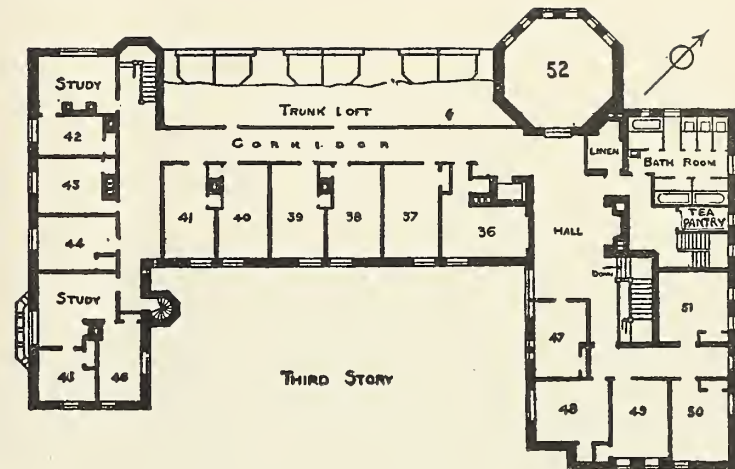 STUDY
42
43
44
STUDY
45
46
TRUNK LOFT
CORRIDOR
41
40
39
38
37
36
52
LINEN
BATH ROOM
TEA
PANTRY
HALL
DOWN
51
47
48
49
50
THIRD STORY